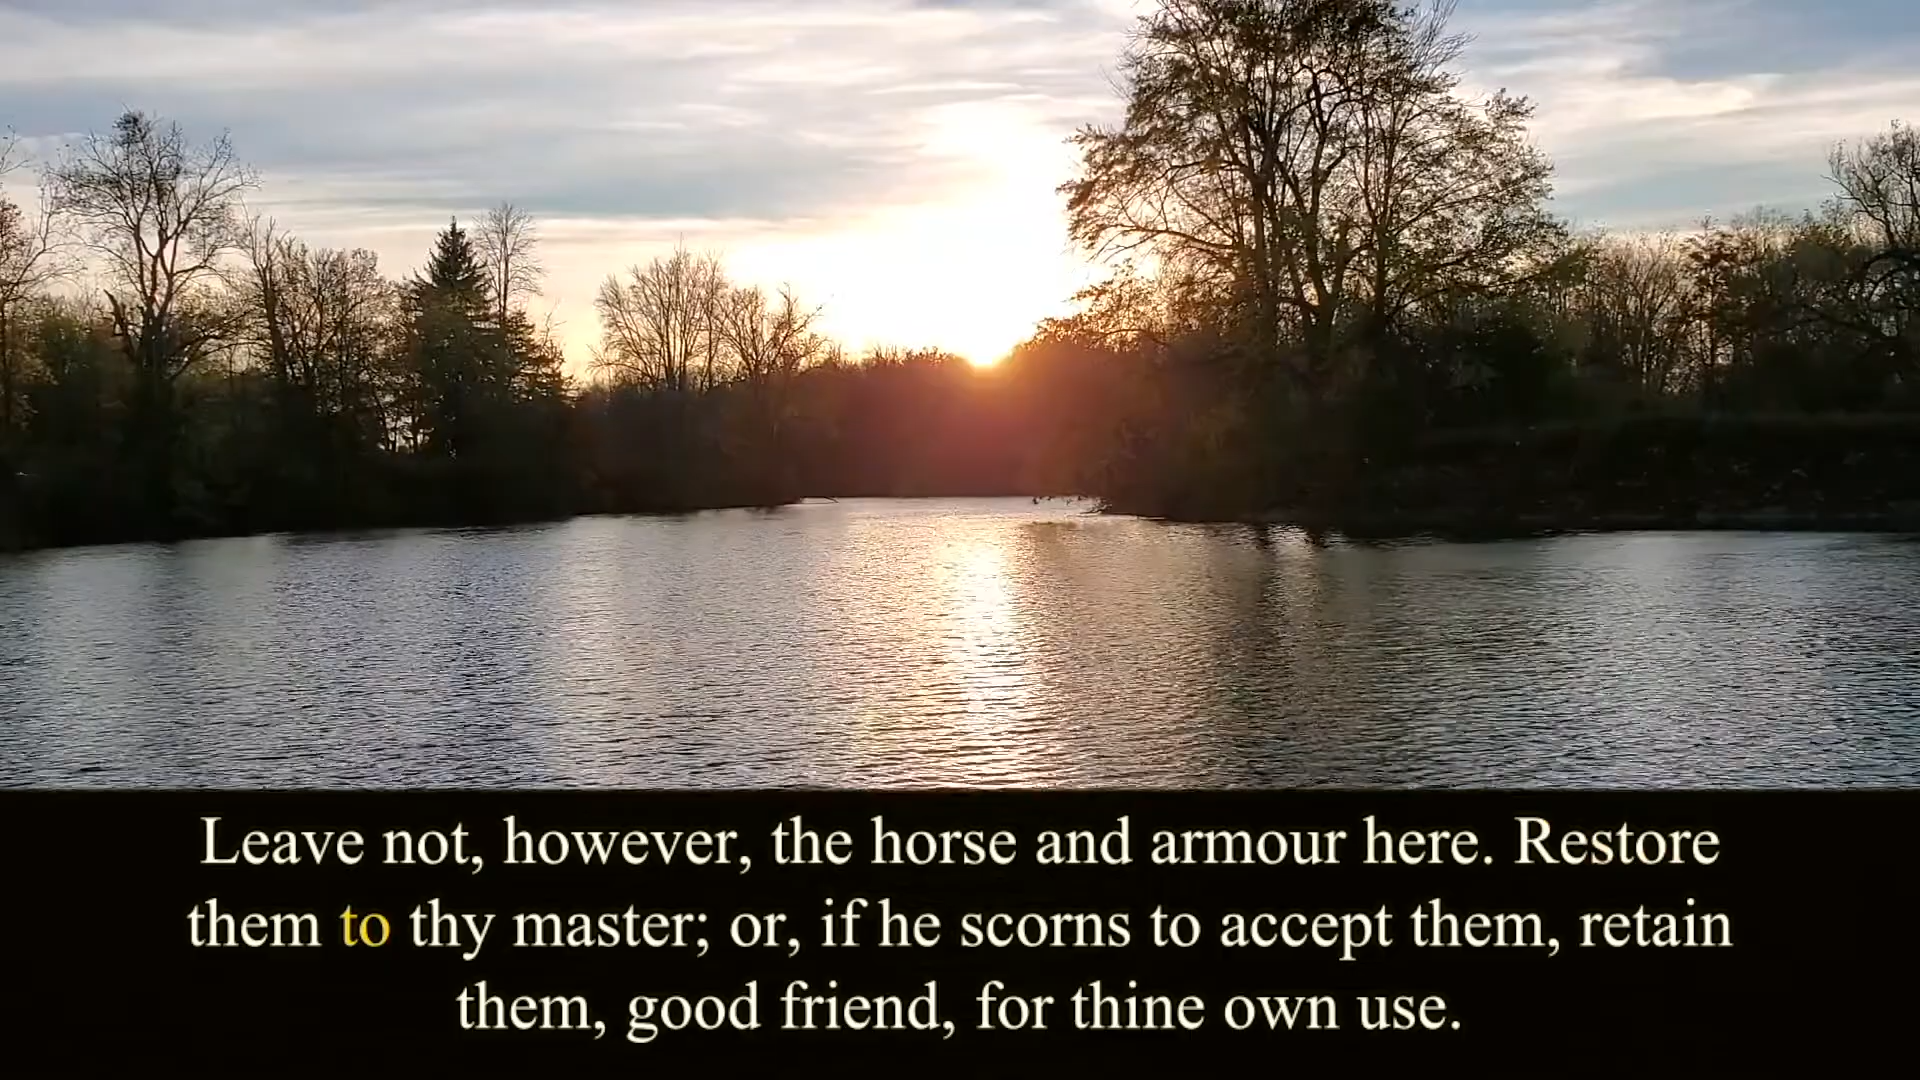 Leave not, however, the horse and armour here. Restore
them to thy master; or, if he scorns to accept them, retain
them, good friend, for thine own use.